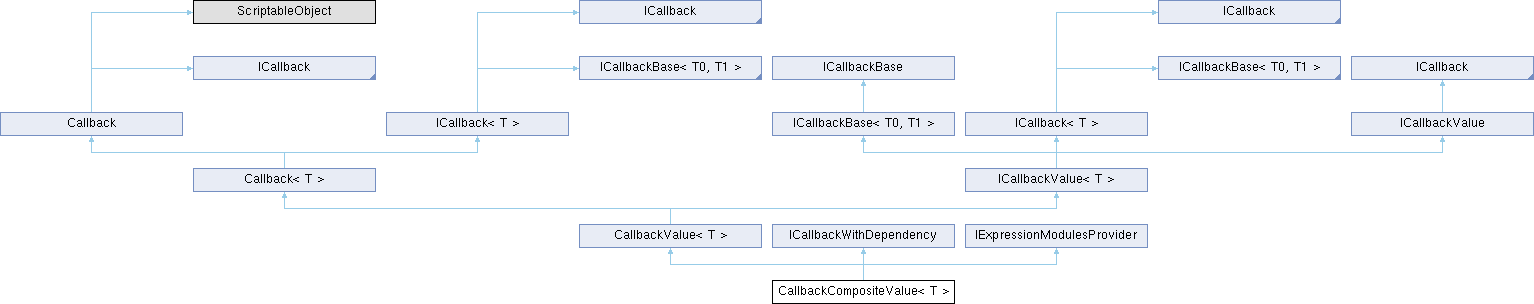 ScriptableObject
ICallback
ICallback
ICallback
ICallbackBase< T0, T1 >
ICallbackBase
ICallbackBase< T0, T1 >
ICallback
Callback
ICallback< T >
ICallbackBase< T0, T1 >
ICallback< T >
ICallbackValue
Callback< T >
ICallbackValue< T >
CallbackValue< T >
ICallbackWithDependency
IExpressionModulesProvider
CallbackCompositeValue< T >